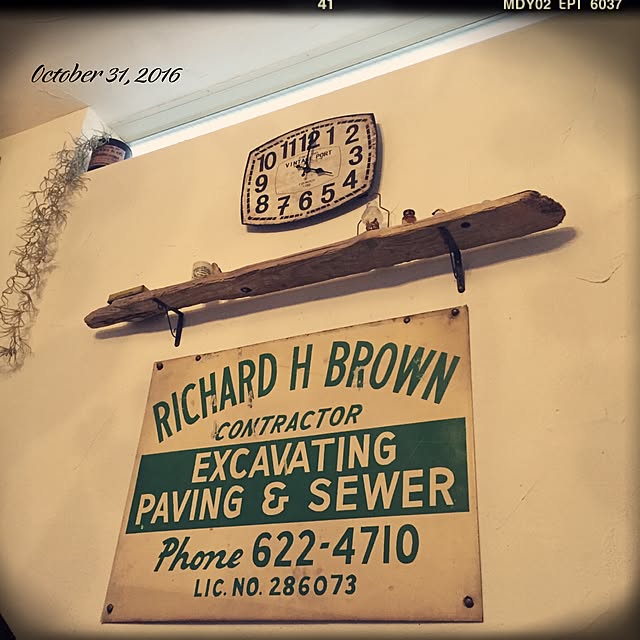 41
MDY02 EPT 6037
October 31, 2016
10 11 12 1 2
9 3
8 7 6 5 4
RICHARD H BROWN
CONTRACTOR
EXCAVATING
PAVING & SEWER
Phone 622-4710
LIC. NO. 286073